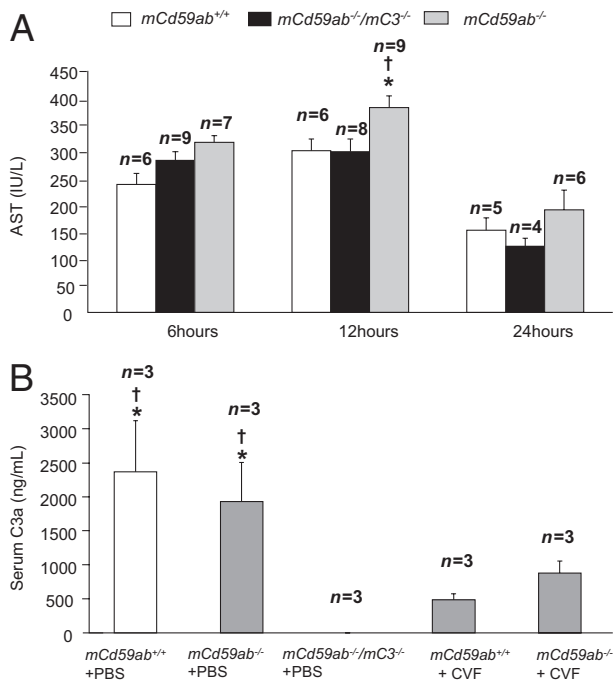 A
mCd59ab+/+ mCd59ab-/-/mC3-/- mCd59ab-/-
AST (IU/L)
450
400
350
300
250
200
150
100
50
0
n=6
n=9
n=7
n=6
n=8
n=9
†
*
n=5
n=4
n=6
6hours 12hours 24hours
B
Serum C3a (ng/mL)
3500
3000
2500
2000
1500
1000
500
0
n=3
†
*
n=3
†
*
n=3
n=3
n=3
mCd59ab+/+ mCd59ab-/- mCd59ab-/-/mC3-/- mCd59ab+/+ mCd59ab-/-
+PBS +PBS +PBS + CVF + CVF